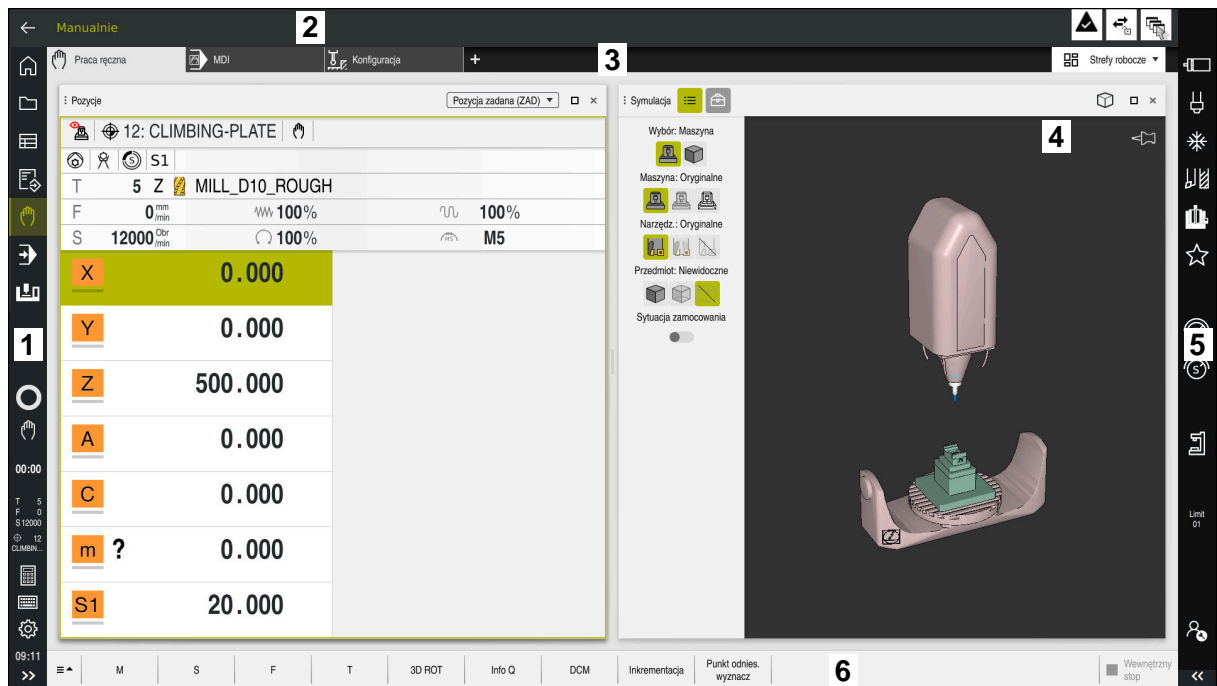 Manualnie
2
Praca ręczna
MDI
Konfiguracja
+
3
Strefy robocze
Pozycje
Pozycja zadana (ZAD)
Symulacja
12: CLIMBING-PLATE
S1
T 5 Z MILL_D10_ROUGH
F 0 mm/min 100% 100%
S 12000 Obr/min 100% M5
X 0.000
Y 0.000
Z 500.000
A 0.000
C 0.000
m ? 0.000
S1 20.000
Wybór: Maszyna
Maszyna: Oryginalne
Narzędz.: Oryginalne
Przedmiot: Niewidoczne
Sytuacja zamocowania
4
1
00:00
T 5
F 0
S 12000
12
CLIMBIN...
09:11
5
S
Limit
01
M
S
F
T
3D ROT
Info Q
DCM
Inkrementacja
Punkt odnies.
wyznacz
6
Wewnętrzny
stop